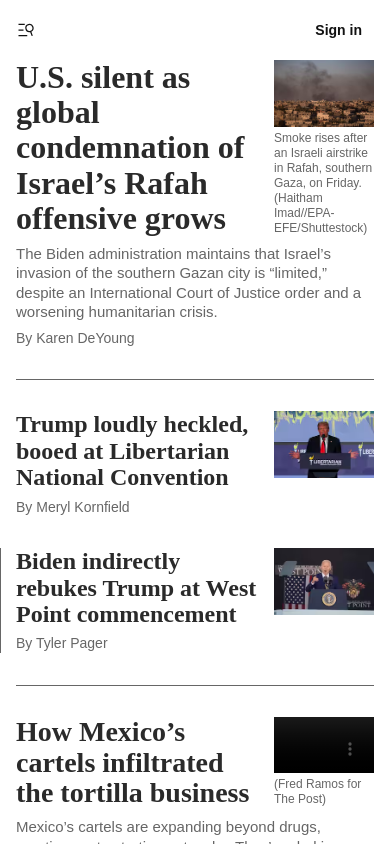 Sign in
U.S. silent as
global
condemnation of
Israel’s Rafah
offensive grows
Smoke rises after
an Israeli airstrike
in Rafah, southern
Gaza, on Friday.
(Haitham
Imad//EPA-
EFE/Shuttestock)
The Biden administration maintains that Israel’s
invasion of the southern Gazan city is “limited,”
despite an International Court of Justice order and a
worsening humanitarian crisis.
By Karen DeYoung
Trump loudly heckled,
booed at Libertarian
National Convention
By Meryl Kornfield
LIBERTARIAN
Biden indirectly
rebukes Trump at West
Point commencement
By Tyler Pager
How Mexico’s
cartels infiltrated
the tortilla business
(Fred Ramos for
The Post)
Mexico’s cartels are expanding beyond drugs,